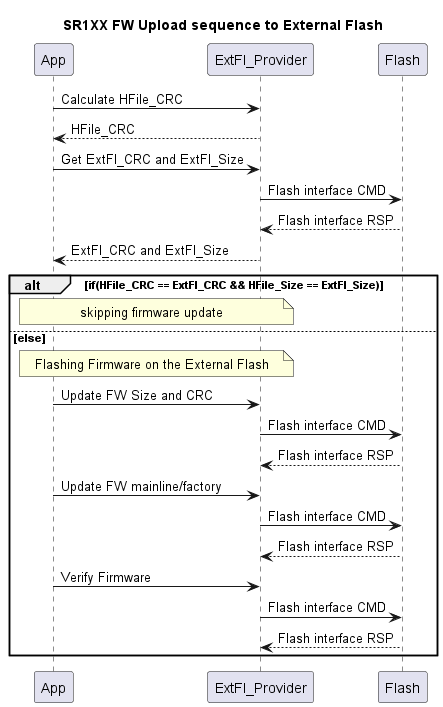 SR1XX FW Upload sequence to External Flash
App ExtFl_Provider Flash
Calculate HFile_CRC
HFile_CRC
Get ExtFl_CRC and ExtFl_Size
Flash interface CMD
Flash interface RSP
ExtFl_CRC and ExtFl_Size
alt [if(HFile_CRC == ExtFl_CRC && HFile_Size == ExtFl_Size)]
skipping firmware update
[else]
Flashing Firmware on the External Flash
Update FW Size and CRC
Flash interface CMD
Flash interface RSP
Update FW mainline/factory
Flash interface CMD
Flash interface RSP
Verify Firmware
Flash interface CMD
Flash interface RSP
App ExtFl_Provider Flash